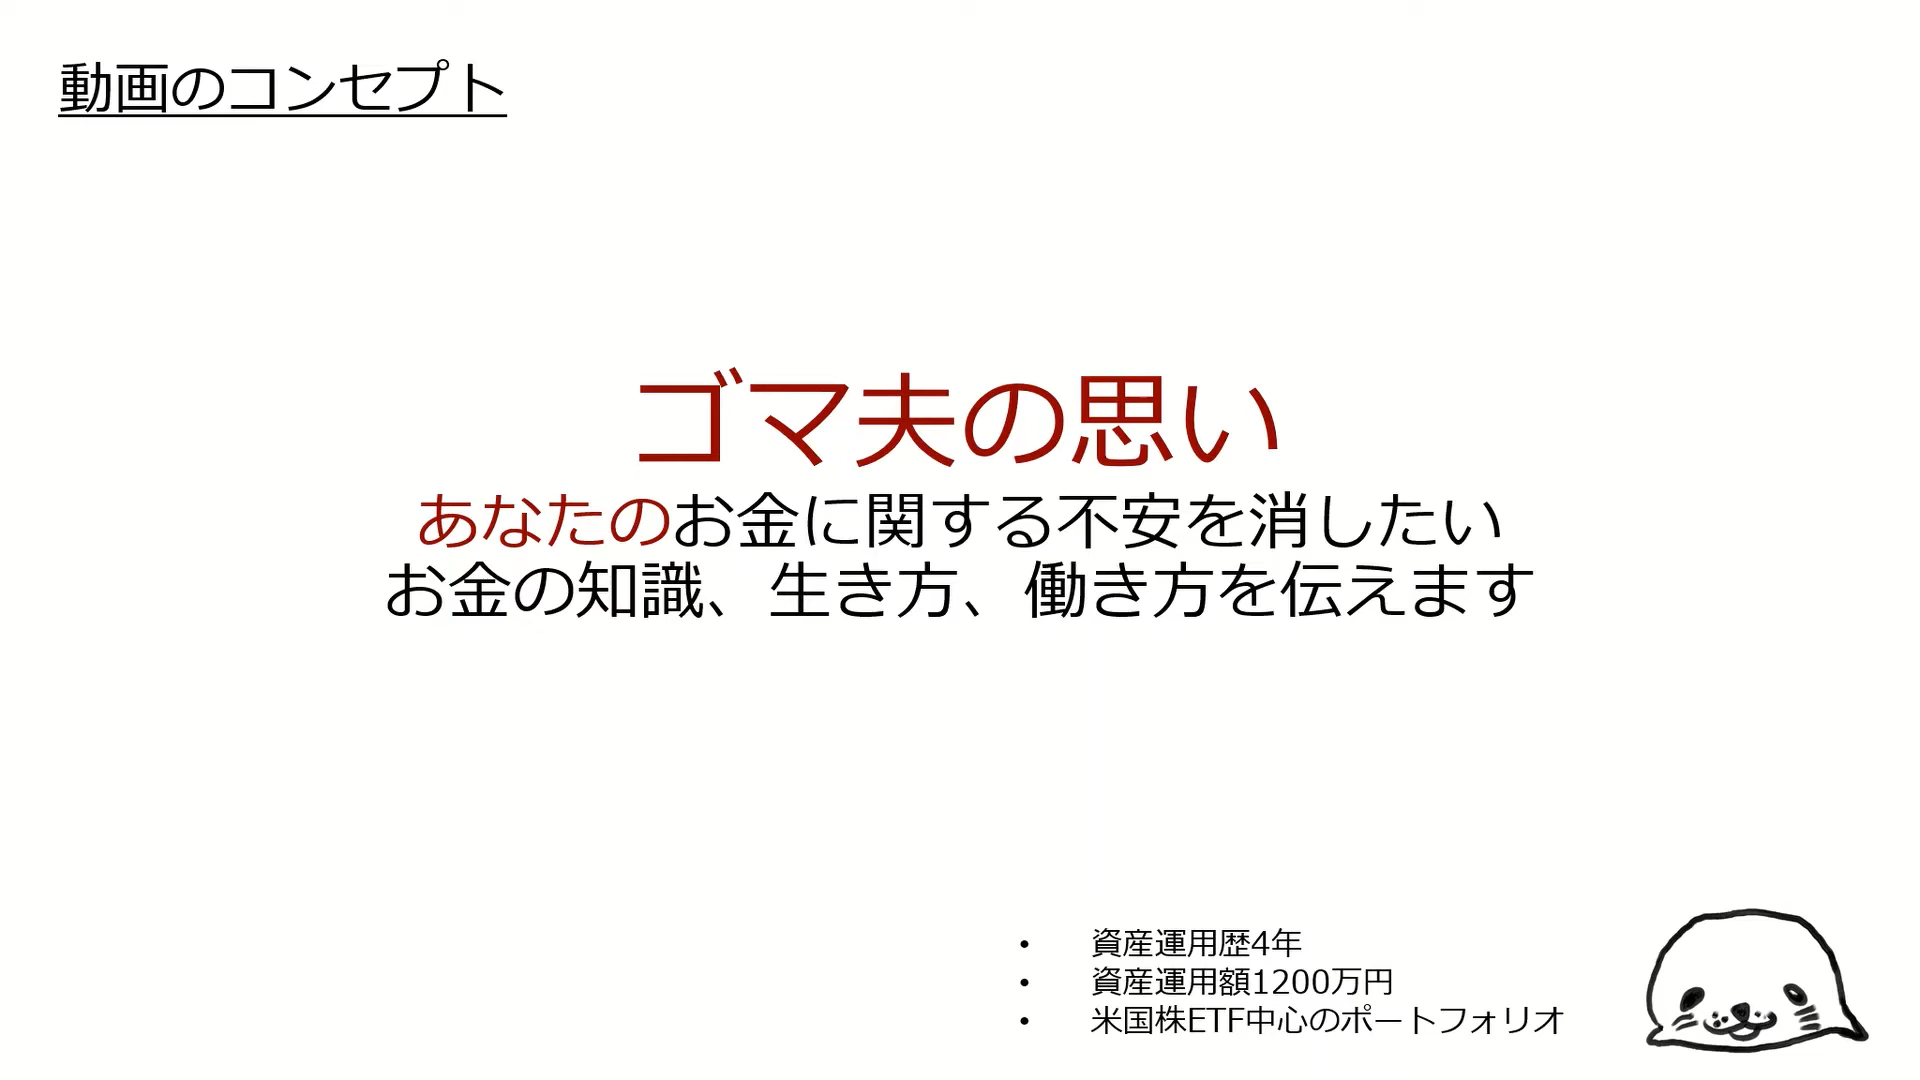 動画のコンセプト
ゴマ夫の思い
あなたのお金に関する不安を消したい
お金の知識、生き方、働き方を伝えます
• 資産運用歴4年
• 資産運用額1200万円
• 米国株ETF中心のポートフォリオ